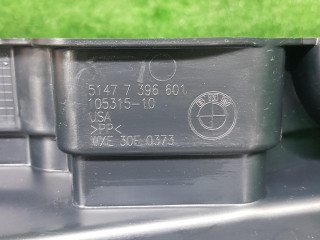 5147 7 396 601
105315-10
USA
>PP<
WXE 30E 0373
BMW